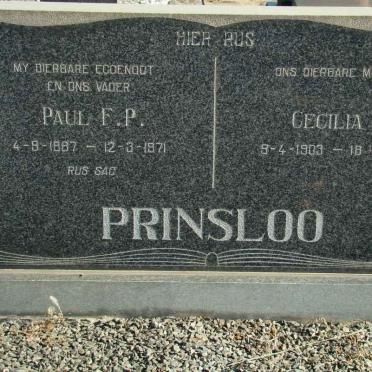 HIER RUS
MY DIERBARE EGGENOOT
EN ONS VADER
PAUL F.P.
4-9-1887 — 12-3-1971
RUS SAG
ONS DIERBARE M
CECILIA
9-4-1903 — 18
PRINSLOO